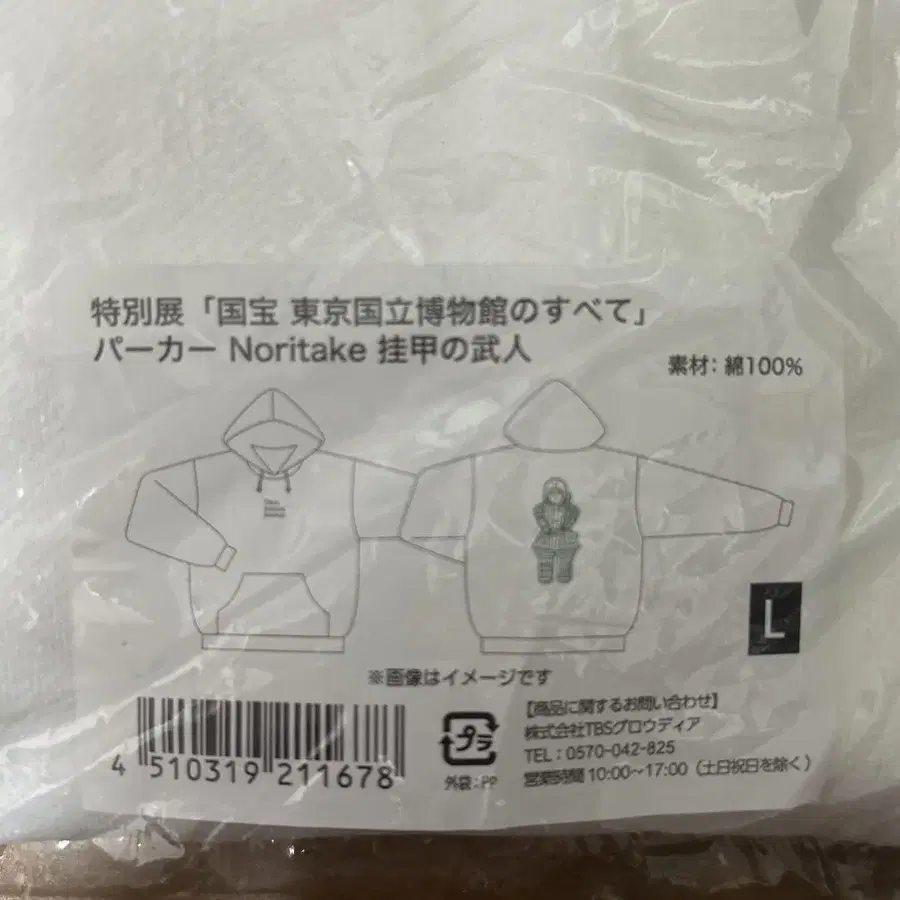 特別展「国宝 東京国立博物館のすべて」
パーカー Noritake 挂甲の武人
素材：綿100%
L
※画像はイメージです
4 510319 211678
プラ
外袋：PP
【商品に関するお問い合わせ】
株式会社TBSグロウディア
TEL：0570-042-825
営業時間 10:00～17:00（土日祝日を除く）